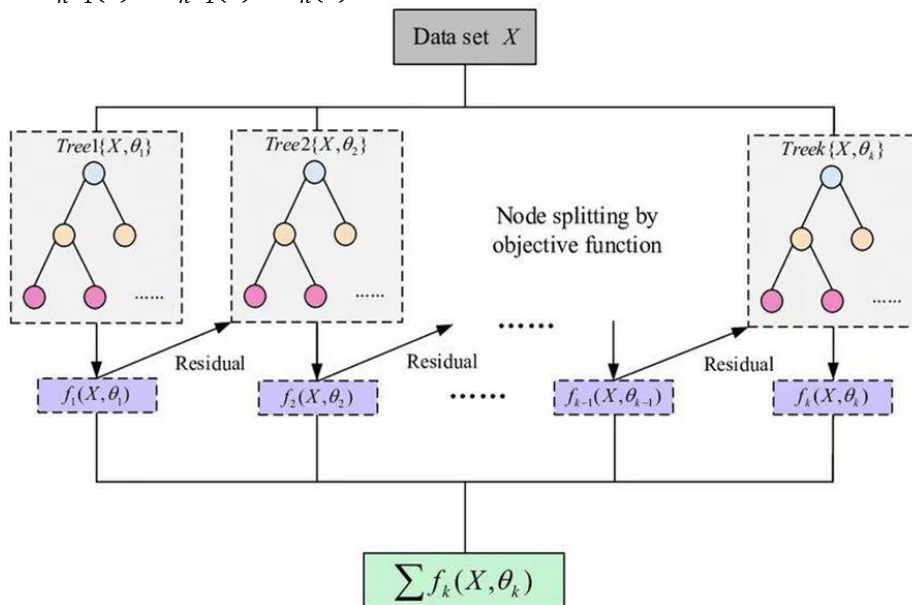 Data set X
Tree1{X,θ₁}
Tree2{X,θ₂}
Treek{X,θₖ}
Node splitting by
objective function
......
......
......
......
Residual
Residual
Residual
f₁(X,θ₁)
f₂(X,θ₂)
......
fₖ₋₁(X,θₖ₋₁)
fₖ(X,θₖ)
∑ fₖ(X,θₖ)